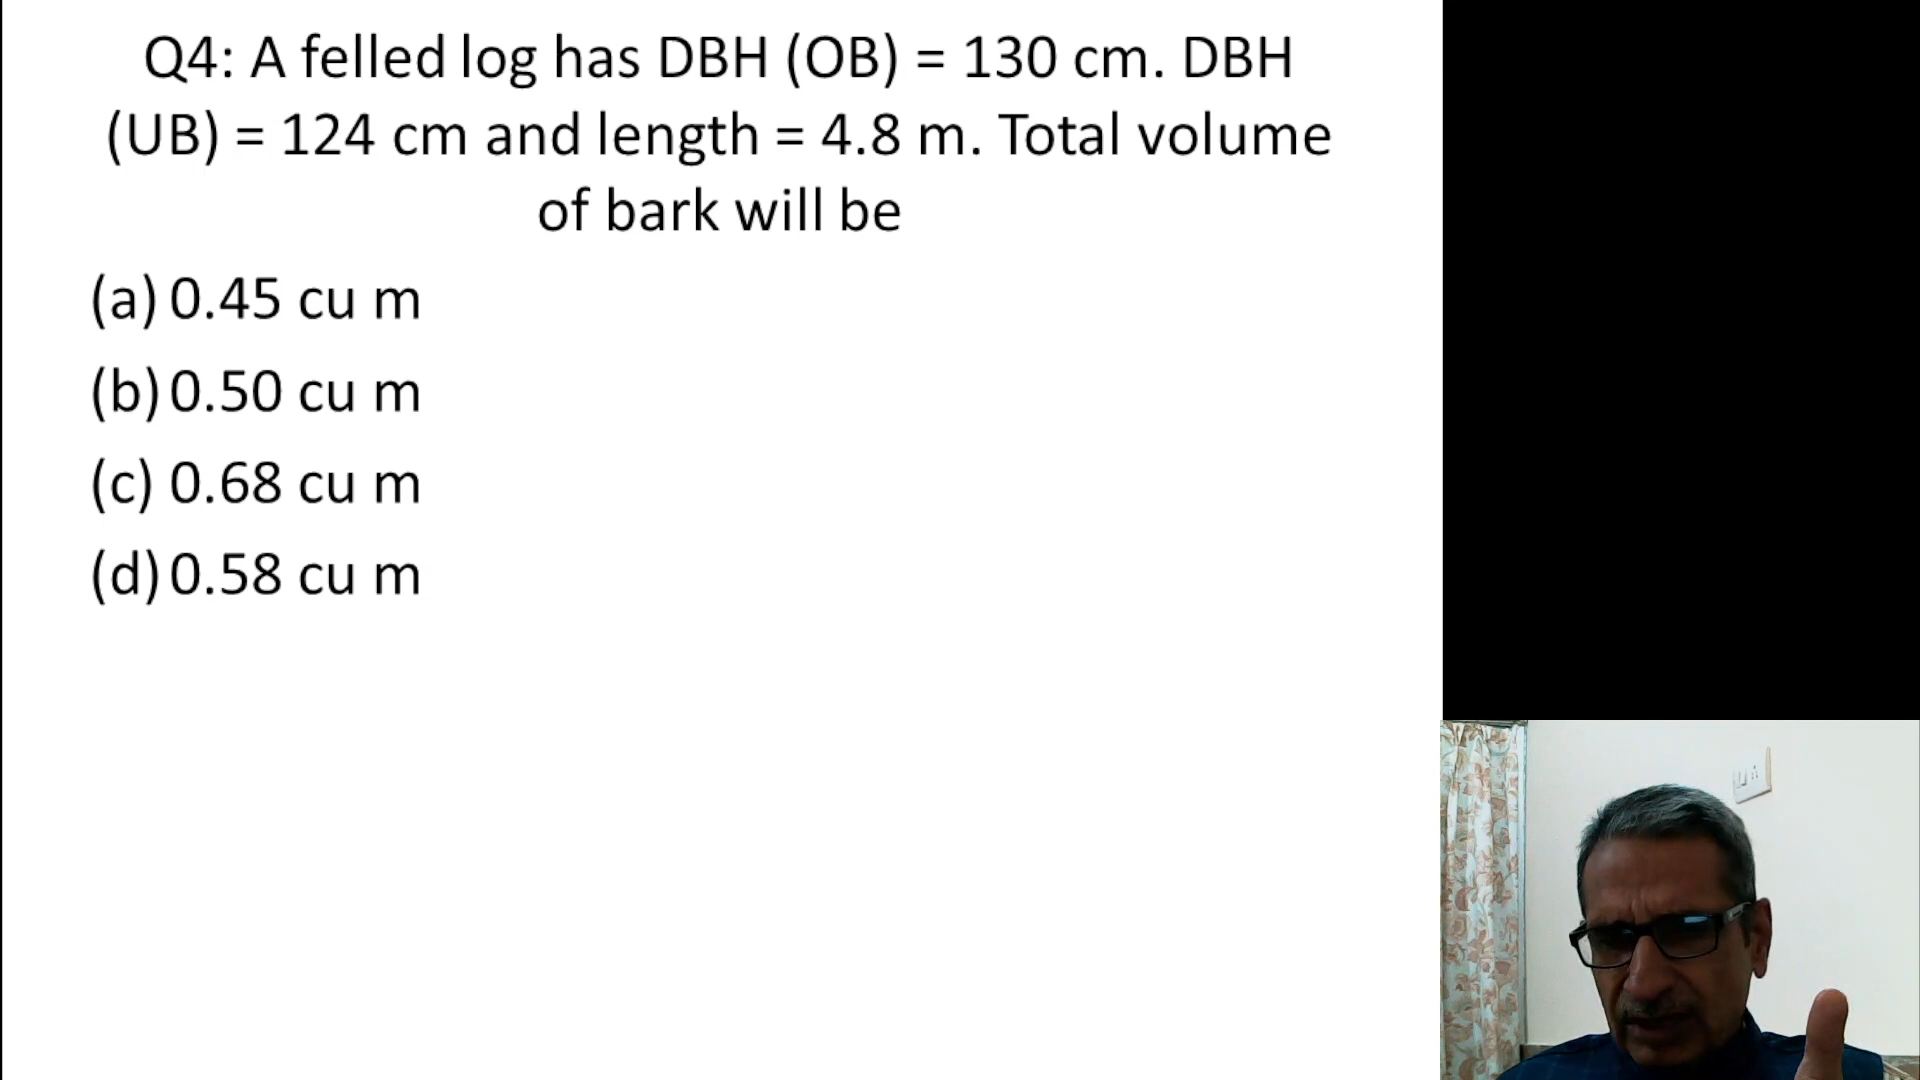 Q4: A felled log has DBH (OB) = 130 cm. DBH
(UB) = 124 cm and length = 4.8 m. Total volume
of bark will be
(a) 0.45 cu m
(b) 0.50 cu m
(c) 0.68 cu m
(d) 0.58 cu m